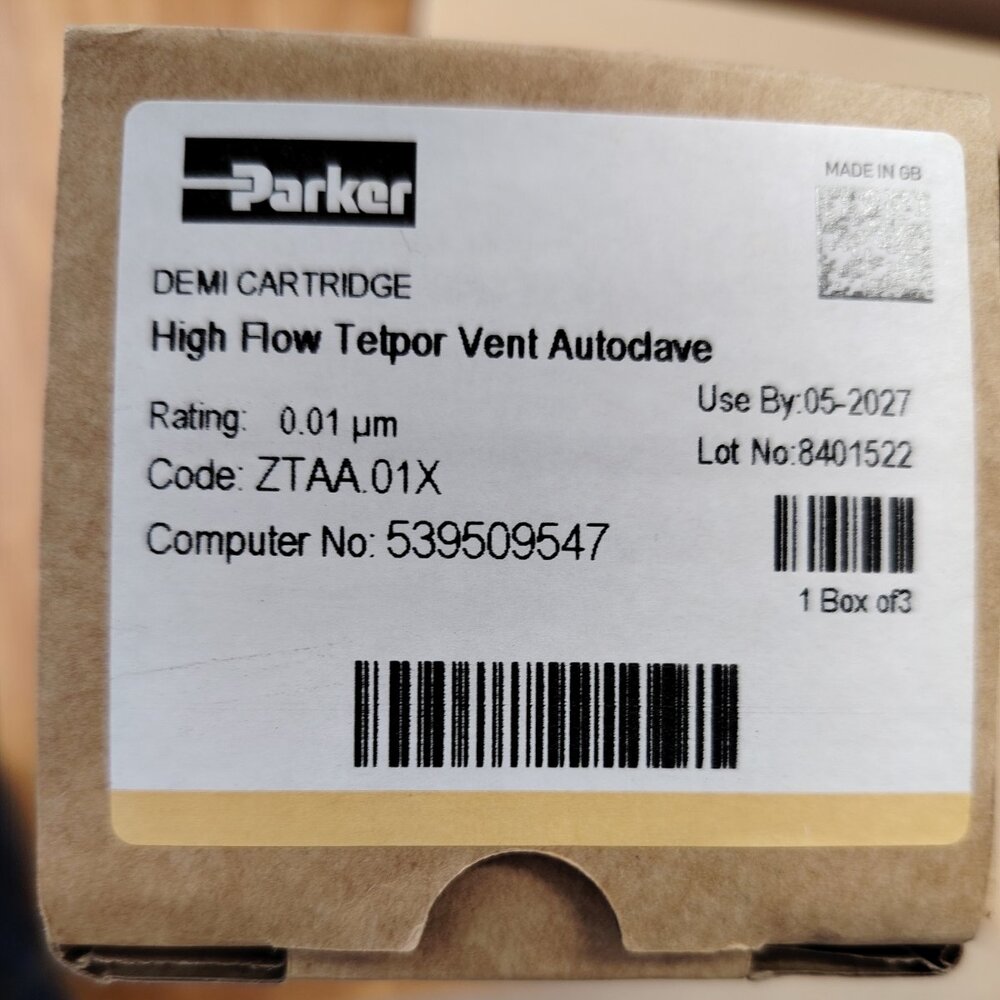 Parker
MADE IN GB
DEMI CARTRIDGE
High Flow Tetpor Vent Autoclave
Rating: 0.01 µm
Use By:05-2027
Code: ZTAA.01X
Lot No:8401522
Computer No: 539509547
1 Box of3